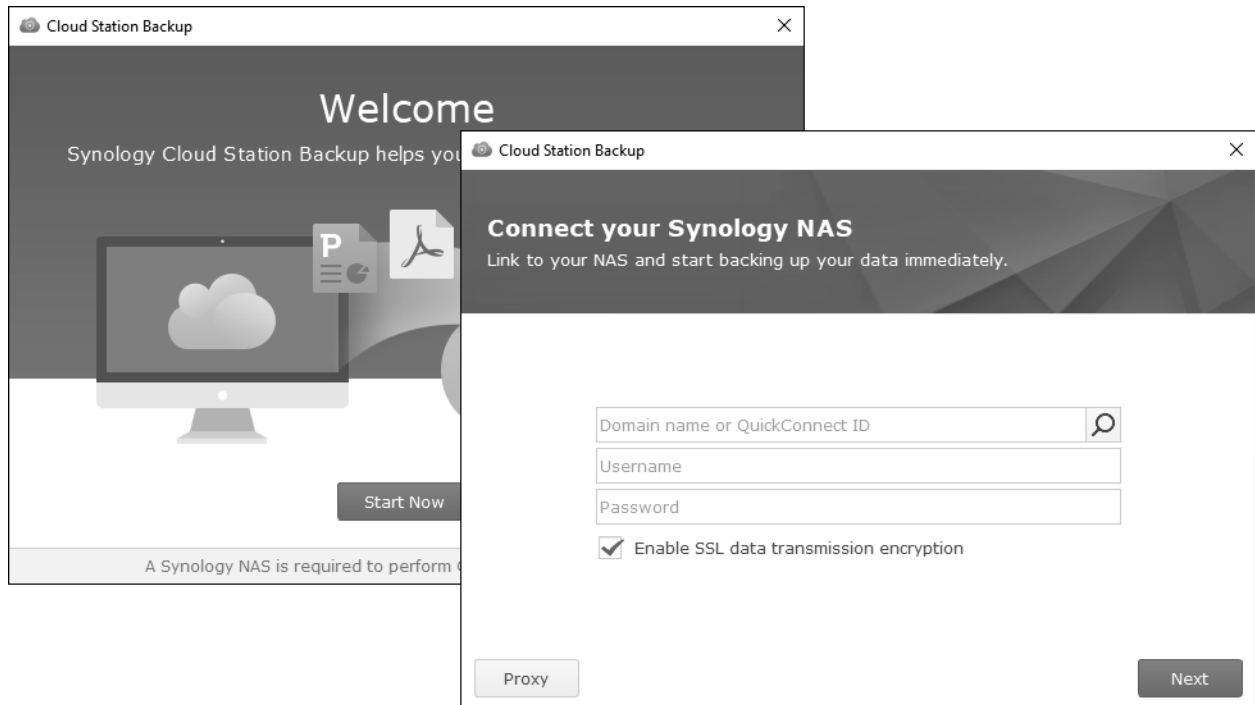 Cloud Station Backup
Welcome
Synology Cloud Station Backup helps you
P
Start Now
A Synology NAS is required to perform
Cloud Station Backup
Connect your Synology NAS
Link to your NAS and start backing up your data immediately.
Domain name or QuickConnect ID
Username
Password
Enable SSL data transmission encryption
Proxy
Next